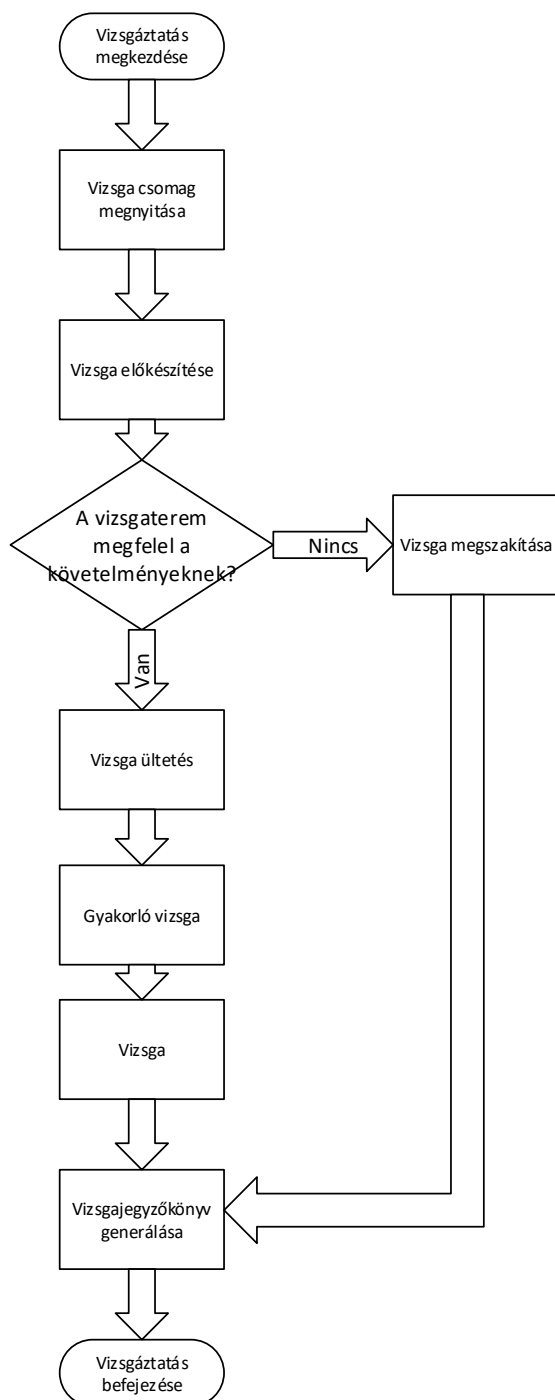 Vizsgáztatás
megkezdése
Vizsga csomag
megnyitása
Vizsga előkészítése
A vizsgaterem
megfelel a
követelményeknek?
Nincs
Vizsga megszakítása
Van
Vizsga ültetés
Gyakorló vizsga
Vizsga
Vizsgajegyzőkönyv
generálása
Vizsgáztatás
befejezése